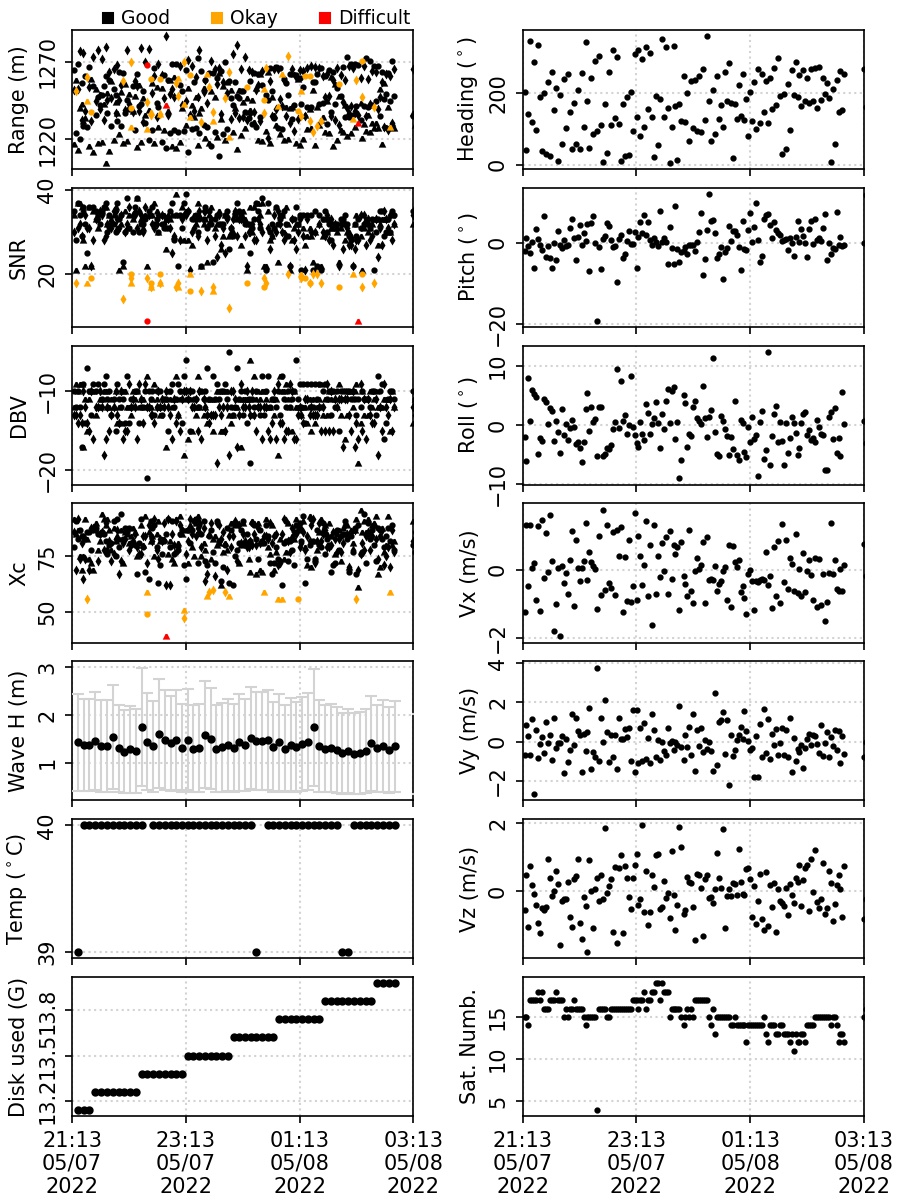 Good Okay Difficult
Range (m)
1270
1220
Heading (°)
200
0
SNR
40
20
Pitch (°)
0
−20
DBV
−10
−20
Roll (°)
10
0
−10
Xc
75
50
Vx (m/s)
0
−2
Wave H (m)
3
2
1
Vy (m/s)
4
2
0
−2
Temp (°C)
40
39
Vz (m/s)
2
0
Disk used (G)
13.8
13.5
13.2
Sat. Numb.
15
10
5
21:13 23:13 01:13 03:13
05/07 05/07 05/08 05/08
2022 2022 2022 2022
21:13 23:13 01:13 03:13
05/07 05/07 05/08 05/08
2022 2022 2022 2022